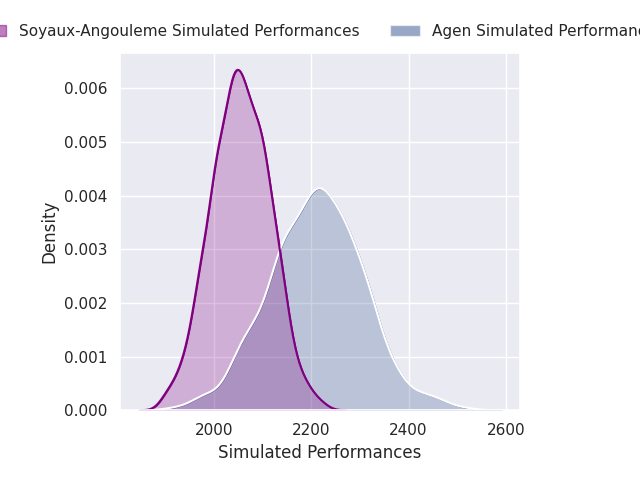 Soyaux-Angouleme Simulated Performances
Agen Simulated
0.006
0.005
0.004
0.003
0.002
0.001
0.000
Density
2000
2200
2400
2600
Simulated Performances